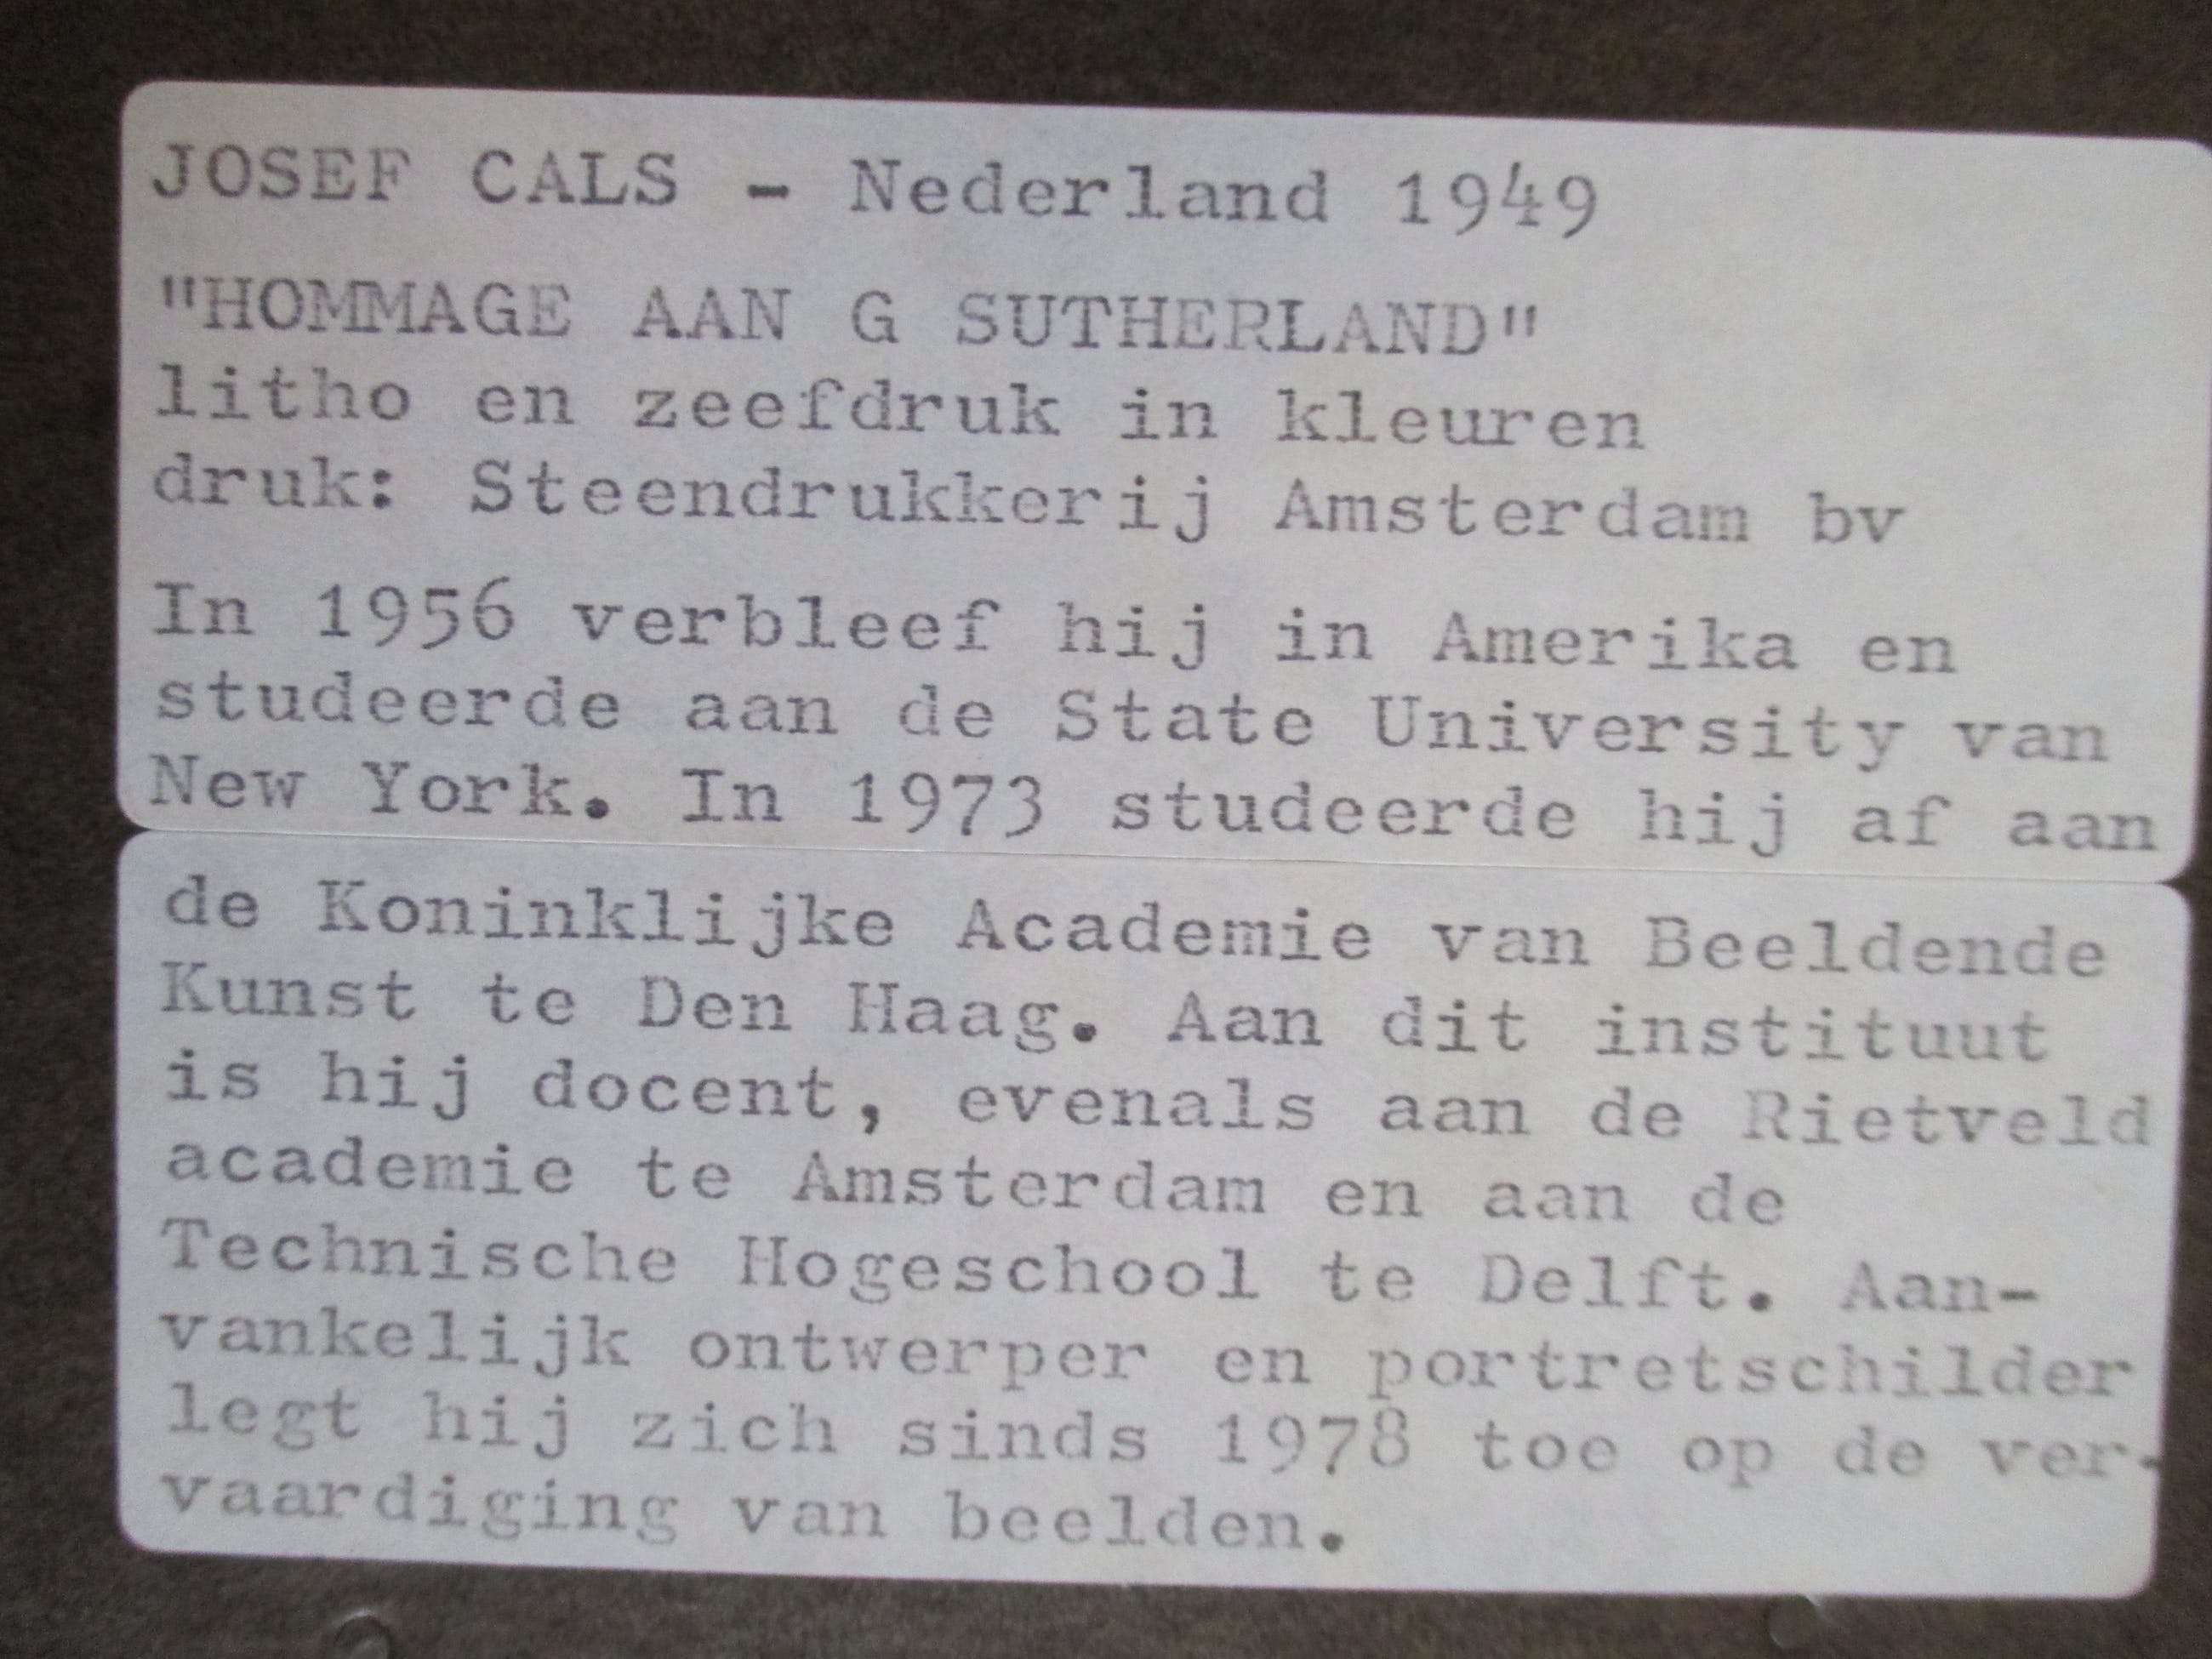 JOSEF CALS - Nederland 1949
"HOMMAGE AAN G SUTHERLAND"
litho en zeefdruk in kleuren
druk: Steendrukkerij Amsterdam bv
In 1956 verbleef hij in Amerika en
studeerde aan de State University van
New York. In 1973 studeerde hij af aan
de Koninklijke Academie van Beeldende
Kunst te Den Haag. Aan dit instituut
is hij docent, evenals aan de Rietveld
academie te Amsterdam en aan de
Technische Hogeschool te Delft. Aan-
vankelijk ontwerper en portretschilder
legt hij zich sinds 1978 toe op de ver-
vaardiging van beelden.